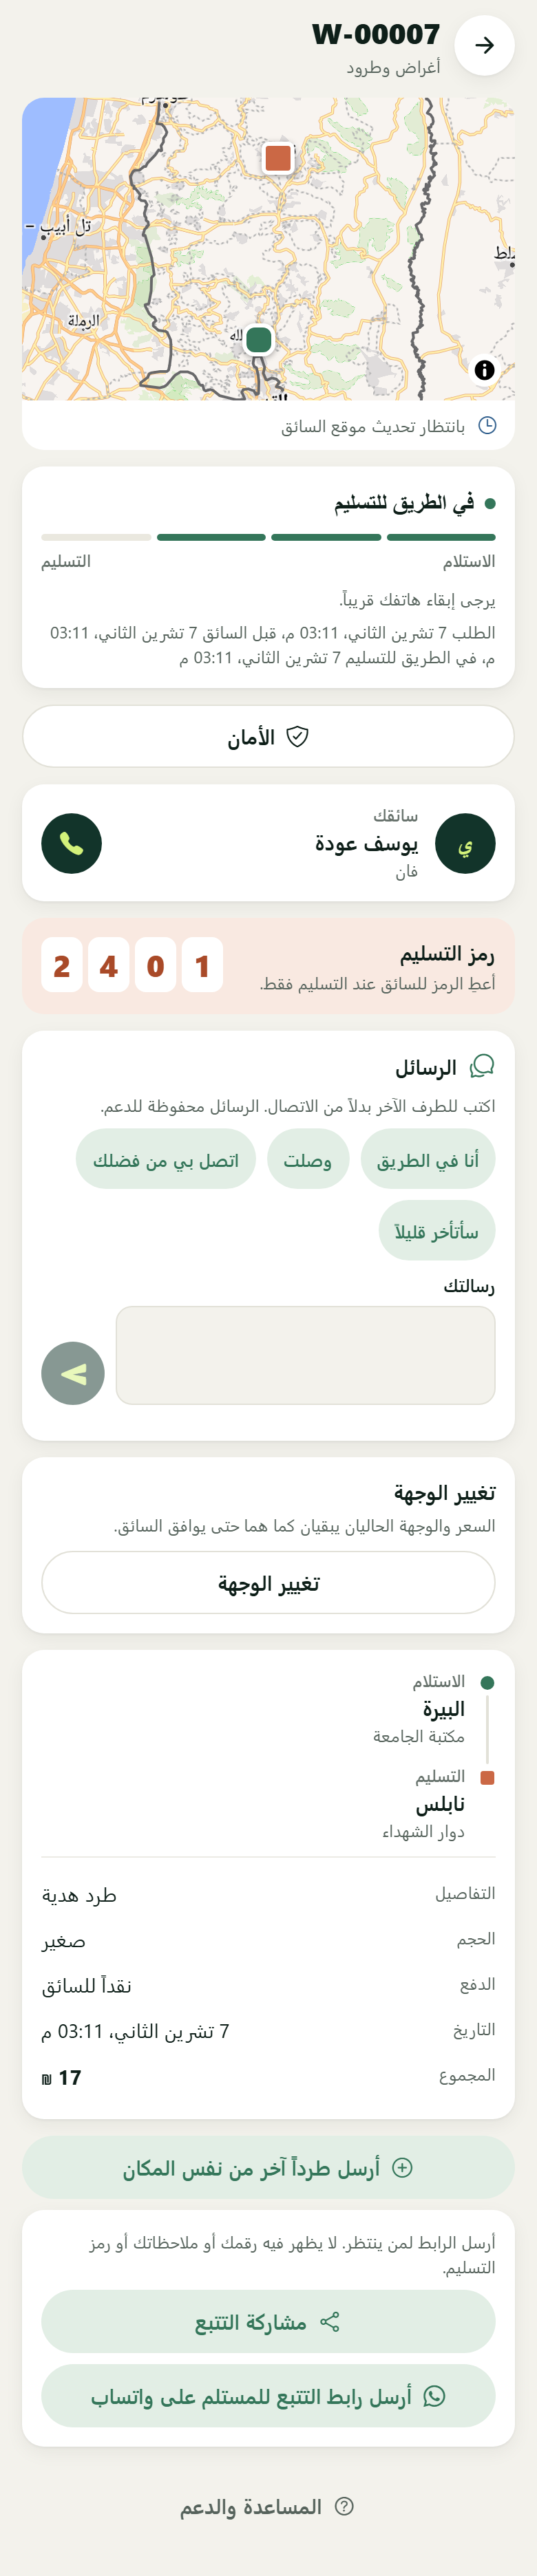 W-00007
أغراض وطرود
تل أبيب –
الرملة
بانتظار تحديث موقع السائق
في الطريق للتسليم
الاستلام
التسليم
يرجى إبقاء هاتفك قريباً.
الطلب 7 تشرين الثاني، 03:11 م، قبل السائق 7 تشرين الثاني، 03:11
م، في الطريق للتسليم 7 تشرين الثاني، 03:11 م
الأمان
سائقك
ي
يوسف عودة
فان
رمز التسليم
2 4 0 1
أعطِ الرمز للسائق عند التسليم فقط.
الرسائل
اكتب للطرف الآخر بدلاً من الاتصال. الرسائل محفوظة للدعم.
أنا في الطريق
وصلت
اتصل بي من فضلك
سأتأخر قليلاً
رسالتك
تغيير الوجهة
السعر والوجهة الحاليان يبقيان كما هما حتى يوافق السائق.
تغيير الوجهة
الاستلام
البيرة
مكتبة الجامعة
التسليم
نابلس
دوار الشهداء
التفاصيل
طرد هدية
الحجم
صغير
الدفع
نقداً للسائق
التاريخ
7 تشرين الثاني، 03:11 م
المجموع
17 ₪
أرسل طرداً آخر من نفس المكان
أرسل الرابط لمن ينتظر. لا يظهر فيه رقمك أو ملاحظاتك أو رمز
التسليم.
مشاركة التتبع
أرسل رابط التتبع للمستلم على واتساب
المساعدة والدعم